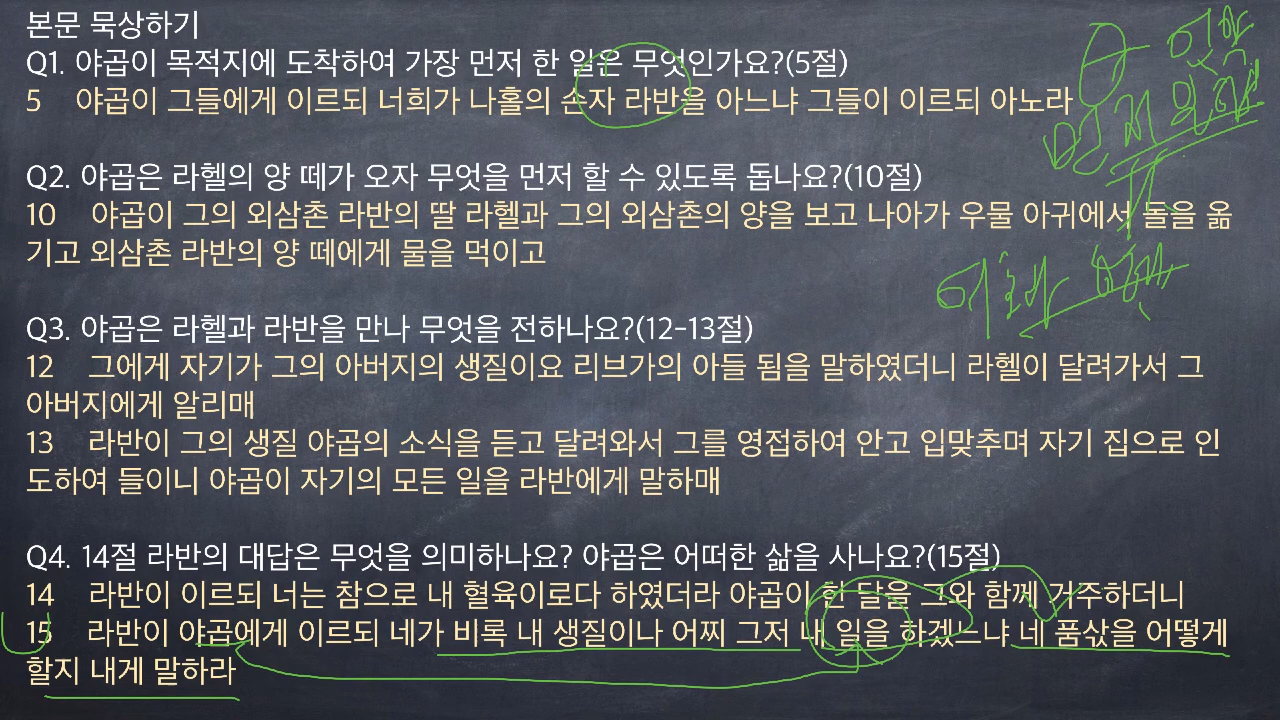 본문 묵상하기
Q1. 야곱이 목적지에 도착하여 가장 먼저 한 일은 무엇인가요?(5절)
5 야곱이 그들에게 이르되 너희가 나홀의 손자 라반을 아느냐 그들이 이르되 아노라
Q2. 야곱은 라헬의 양 떼가 오자 무엇을 먼저 할 수 있도록 돕나요?(10절)
10 야곱이 그의 외삼촌 라반의 딸 라헬과 그의 외삼촌의 양을 보고 나아가 우물 아귀에서 돌을 옮
기고 외삼촌 라반의 양 떼에게 물을 먹이고
Q3. 야곱은 라헬과 라반을 만나 무엇을 전하나요?(12-13절)
12 그에게 자기가 그의 아버지의 생질이요 리브가의 아들 됨을 말하였더니 라헬이 달려가서 그
아버지에게 알리매
13 라반이 그의 생질 야곱의 소식을 듣고 달려와서 그를 영접하여 안고 입맞추며 자기 집으로 인
도하여 들이니 야곱이 자기의 모든 일을 라반에게 말하매
Q4. 14절 라반의 대답은 무엇을 의미하나요? 야곱은 어떠한 삶을 사나요?(15절)
14 라반이 이르되 너는 참으로 내 혈육이로다 하였더라 야곱이 한 달을 그와 함께 거주하더니
15 라반이 야곱에게 이르되 네가 비록 내 생질이나 어찌 그저 내 일을 하겠느냐 네 품삯을 어떻게
할지 내게 말하라